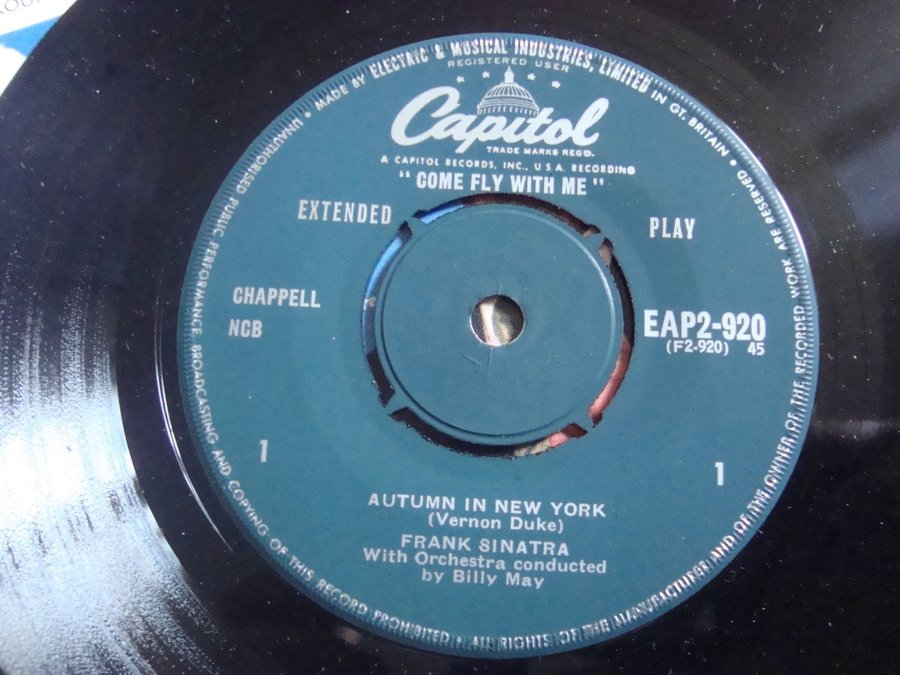 MADE BY ELECTRIC & MUSICAL INDUSTRIES, LIMITED IN GT. BRITAIN •
REGISTERED USER
Capitol
TRADE MARKS REGD.
A CAPITOL RECORDS, INC., U.S.A. RECORDING
"COME FLY WITH ME"
EXTENDED PLAY
CHAPPELL
NCB
EAP2-920
(F2-920) 45
1 1
AUTUMN IN NEW YORK
(Vernon Duke)
FRANK SINATRA
With Orchestra conducted
by Billy May
ALL RIGHTS OF THE MANUFACTURER AND OF THE OWNER OF THE RECORDED WORK ARE RESERVED •
UNAUTHORISED PUBLIC PERFORMANCE BROADCASTING AND COPYING OF THIS RECORD PROHIBITED •